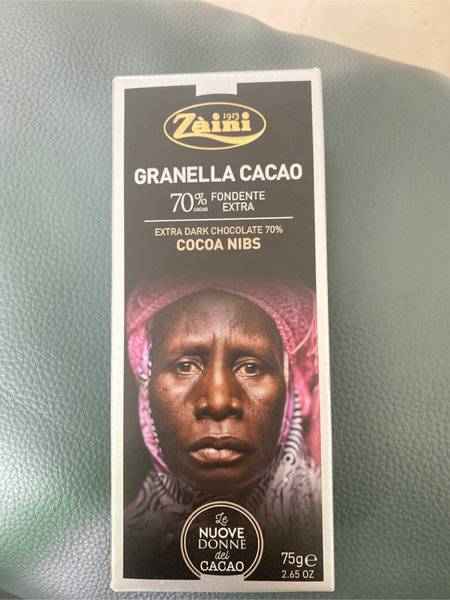 1913
Zàini
GRANELLA CACAO
70% CACAO FONDENTE EXTRA
EXTRA DARK CHOCOLATE 70%
COCOA NIBS
Le
NUOVE
DONNE
del
CACAO
75g℮
2.65 OZ